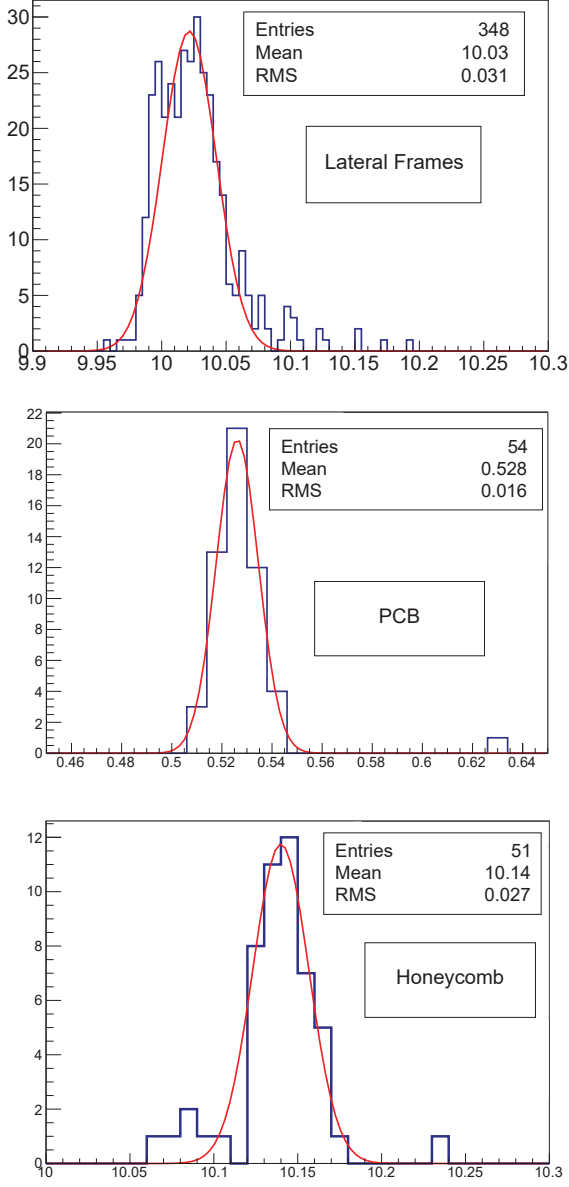 30
Entries 348
Mean 10.03
RMS 0.031
25
Lateral Frames
20
15
10
5
0
9.9 9.95 10 10.05 10.1 10.15 10.2 10.25 10.3
22
20
Entries 54
Mean 0.528
RMS 0.016
18
16
14
12
10
PCB
8
6
4
2
0
0.46 0.48 0.5 0.52 0.54 0.56 0.58 0.6 0.62 0.64
12
Entries 51
Mean 10.14
RMS 0.027
10
8
Honeycomb
6
4
2
0
10 10.05 10.1 10.15 10.2 10.25 10.3